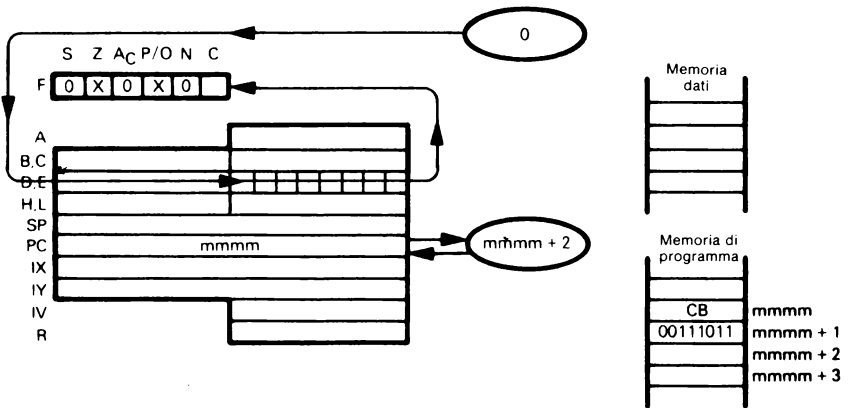 0
S Z AC P/O N C
F 0 X 0 X 0
A
B,C
D,E
H,L
SP
PC mmmm
IX
IY
IV
R
mmmm + 2
Memoria
dati
Memoria di
programma
CB mmmm
00111011 mmmm + 1
mmmm + 2
mmmm + 3